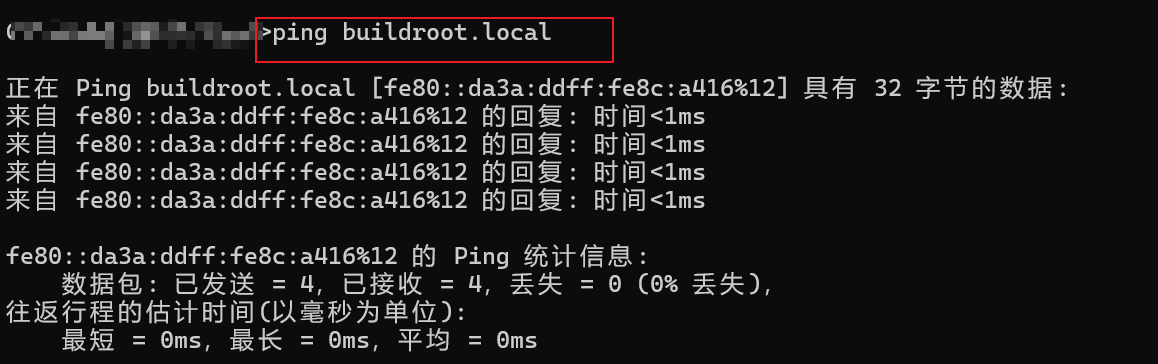 >ping buildroot.local
正在 Ping buildroot.local [fe80::da3a:ddff:fe8c:a416%12] 具有 32 字节的数据:
来自 fe80::da3a:ddff:fe8c:a416%12 的回复: 时间<1ms
来自 fe80::da3a:ddff:fe8c:a416%12 的回复: 时间<1ms
来自 fe80::da3a:ddff:fe8c:a416%12 的回复: 时间<1ms
来自 fe80::da3a:ddff:fe8c:a416%12 的回复: 时间<1ms
fe80::da3a:ddff:fe8c:a416%12 的 Ping 统计信息:
数据包: 已发送 = 4, 已接收 = 4, 丢失 = 0 (0% 丢失),
往返行程的估计时间(以毫秒为单位):
最短 = 0ms, 最长 = 0ms, 平均 = 0ms